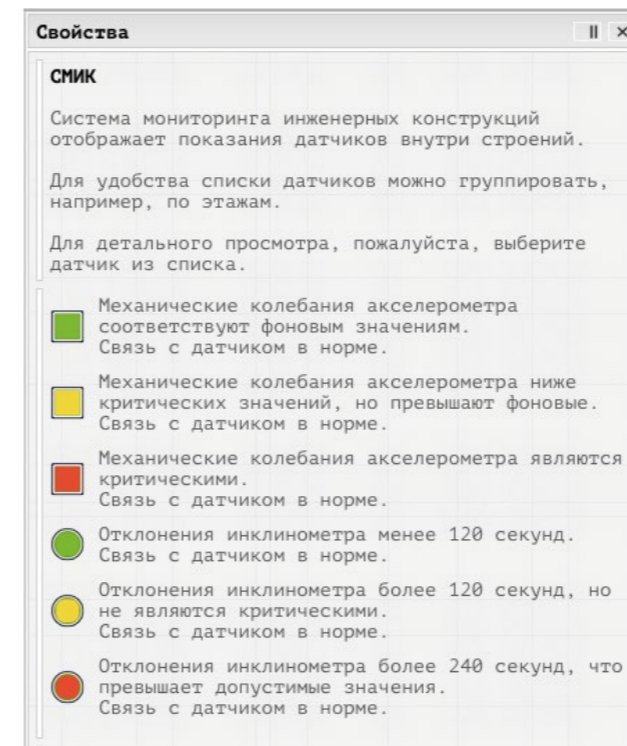 Свойства
СМИК
Система мониторинга инженерных конструкций
отображает показания датчиков внутри строений.
Для удобства списки датчиков можно группировать,
например, по этажам.
Для детального просмотра, пожалуйста, выберите
датчик из списка.
Механические колебания акселерометра
соответствуют фоновым значениям.
Связь с датчиком в норме.
Механические колебания акселерометра ниже
критических значений, но превышают фоновые.
Связь с датчиком в норме.
Механические колебания акселерометра являются
критическими.
Связь с датчиком в норме.
Отклонения инклинометра менее 120 секунд.
Связь с датчиком в норме.
Отклонения инклинометра более 120 секунд, но
не являются критическими.
Связь с датчиком в норме.
Отклонения инклинометра более 240 секунд, что
превышает допустимые значения.
Связь с датчиком в норме.